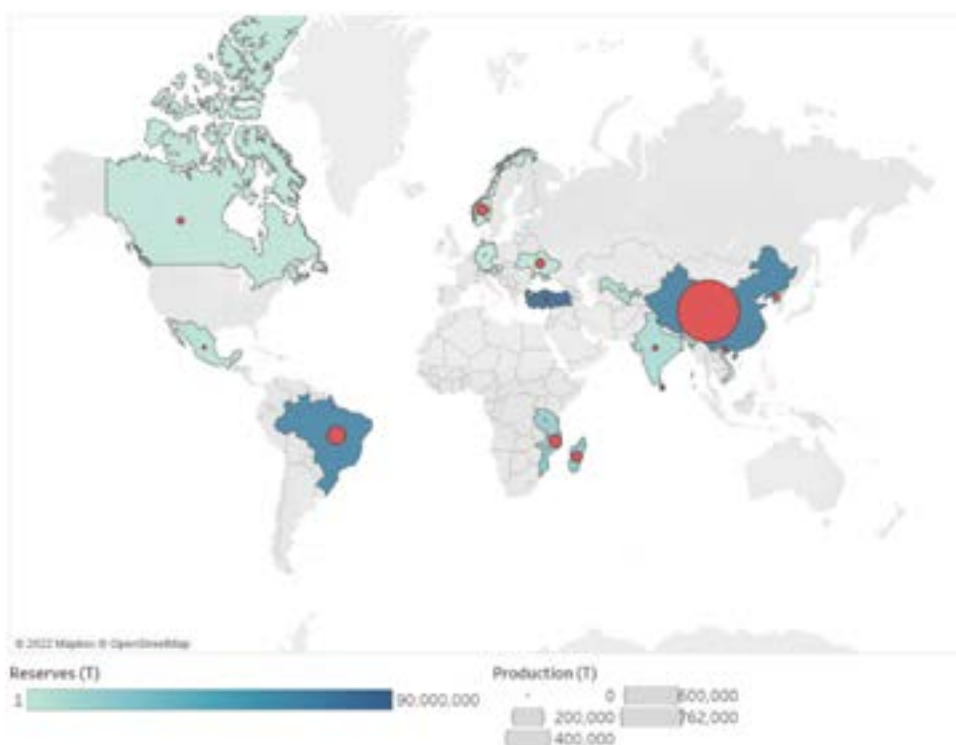 © 2022 Mapbox © OpenStreetMap
Reserves (T)
1 90,000,000
Production (T)
0 600,000
200,000 762,000
400,000